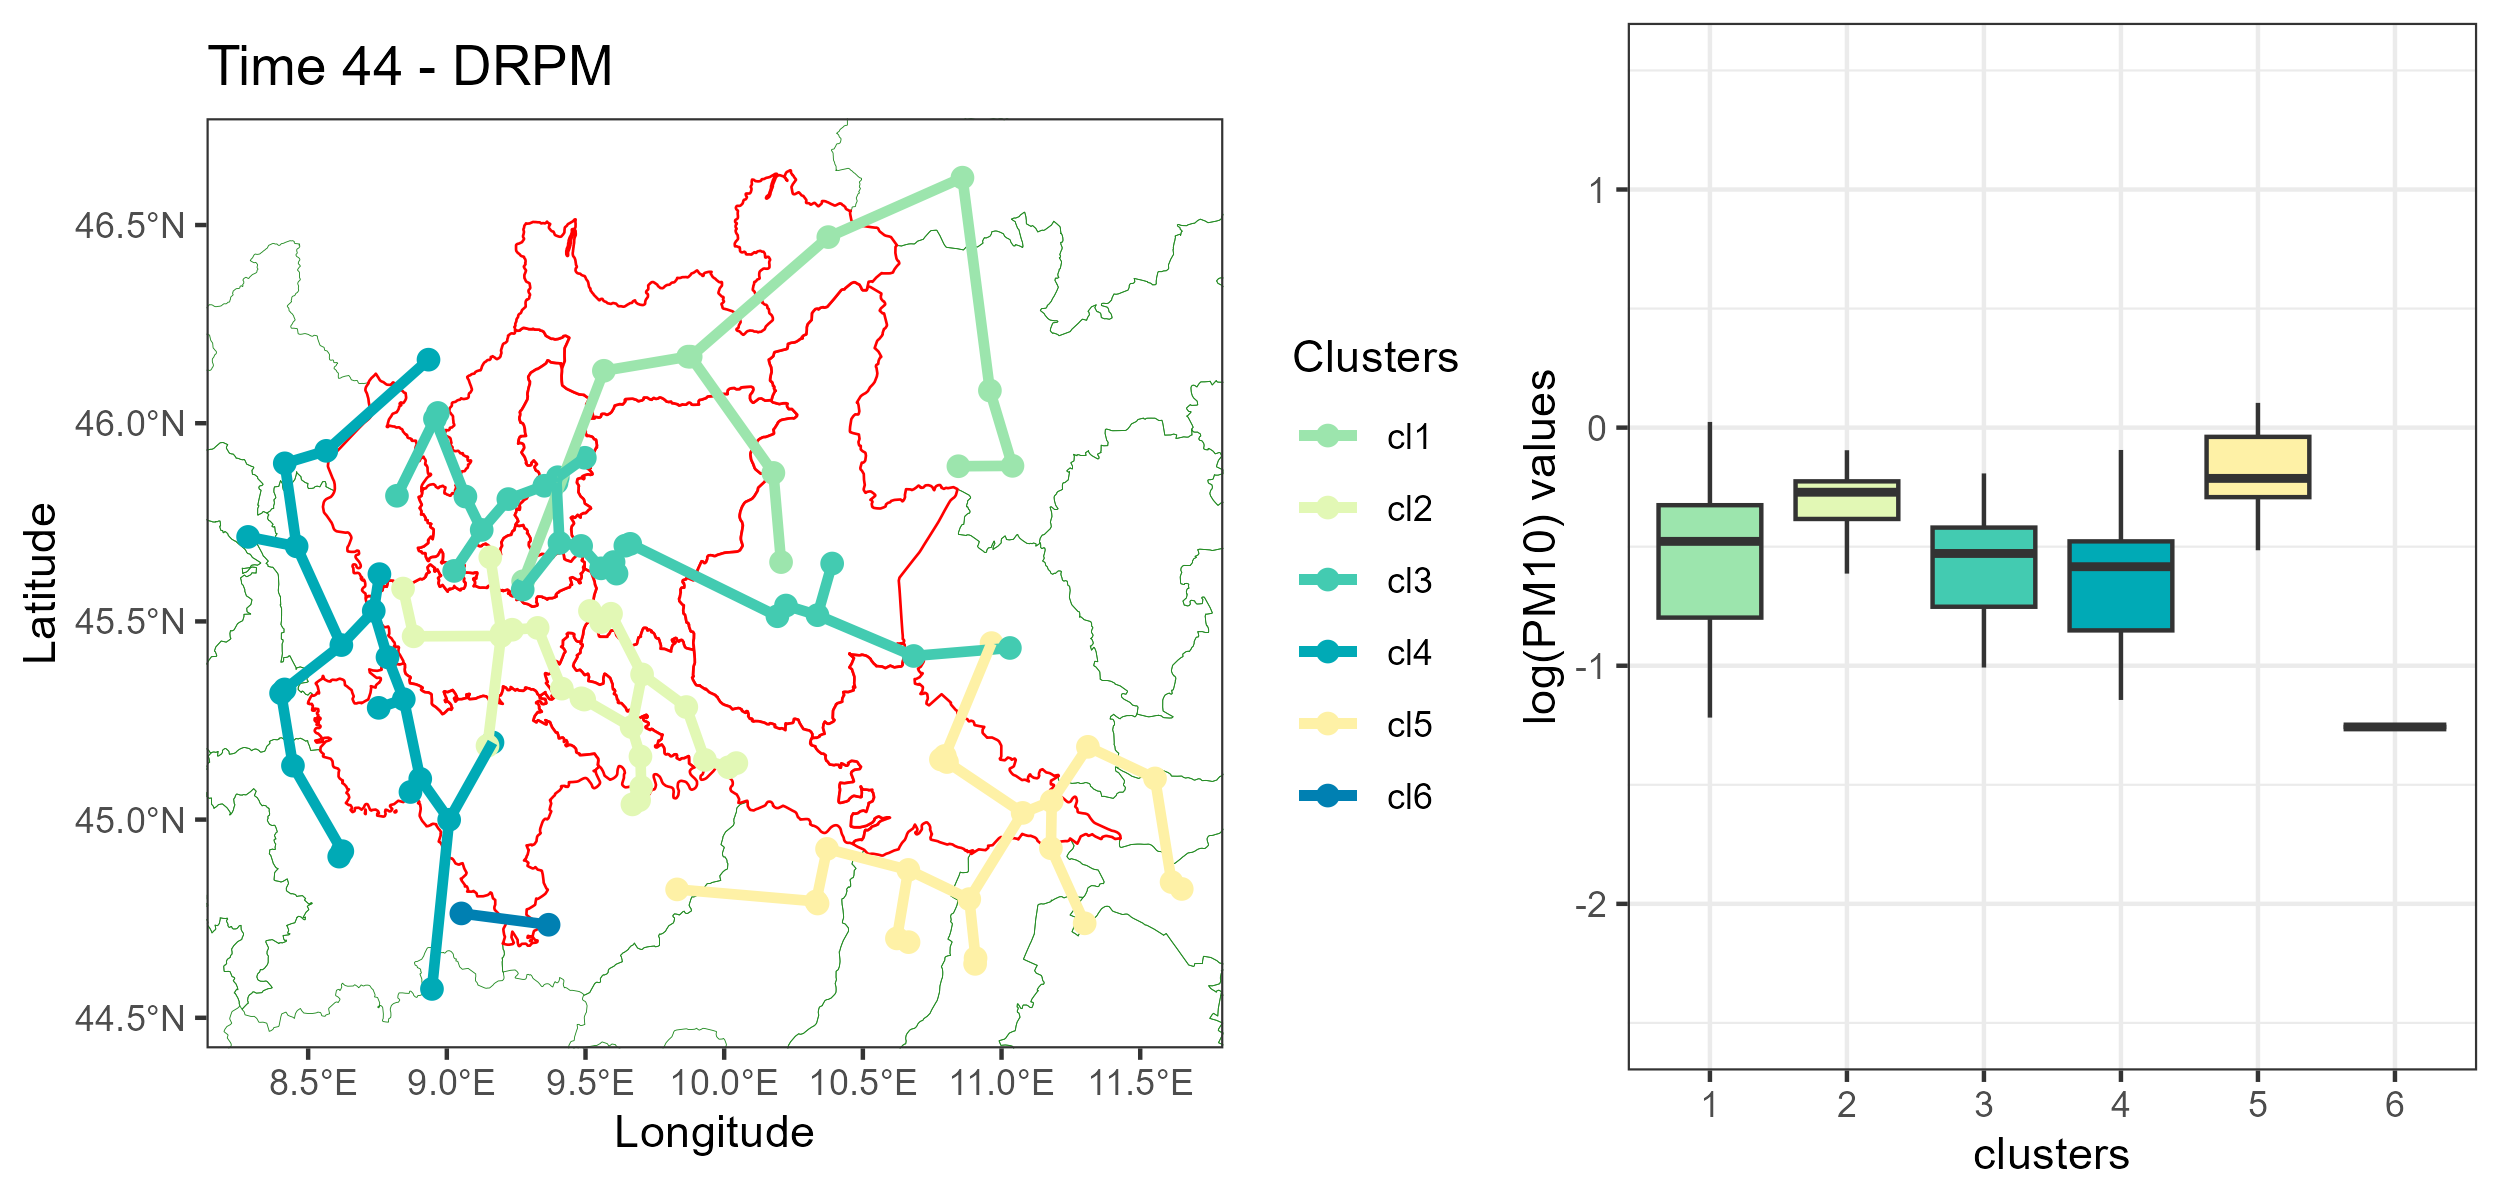 Time 44 - DRPM
Latitude
46.5°N
46.0°N
45.5°N
45.0°N
44.5°N
8.5°E 9.0°E 9.5°E 10.0°E 10.5°E 11.0°E 11.5°E
Longitude
Clusters
cl1
cl2
cl3
cl4
cl5
cl6
log(PM10) values
1
0
-1
-2
1 2 3 4 5 6
clusters